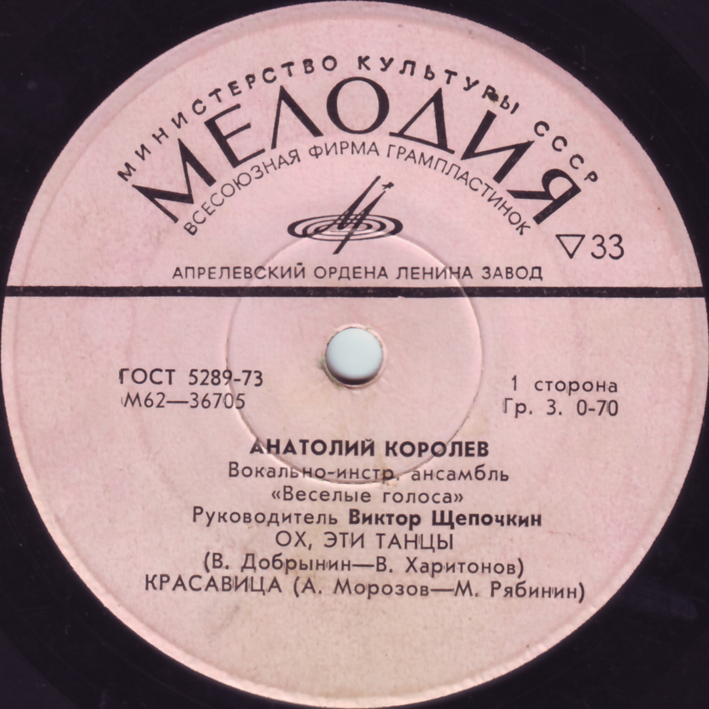 МИНИСТЕРСТВО КУЛЬТУРЫ СССР
МЕЛОДИЯ
ВСЕСОЮЗНАЯ ФИРМА ГРАМПЛАСТИНОК
▽33
АПРЕЛЕВСКИЙ ОРДЕНА ЛЕНИНА ЗАВОД
ГОСТ 5289-73
М62—36705
1 сторона
Гр. 3. 0-70
АНАТОЛИЙ КОРОЛЕВ
Вокально-инстр. ансамбль
«Веселые голоса»
Руководитель Виктор Щепочкин
ОХ, ЭТИ ТАНЦЫ
(В. Добрынин—В. Харитонов)
КРАСАВИЦА (А. Морозов—М. Рябинин)